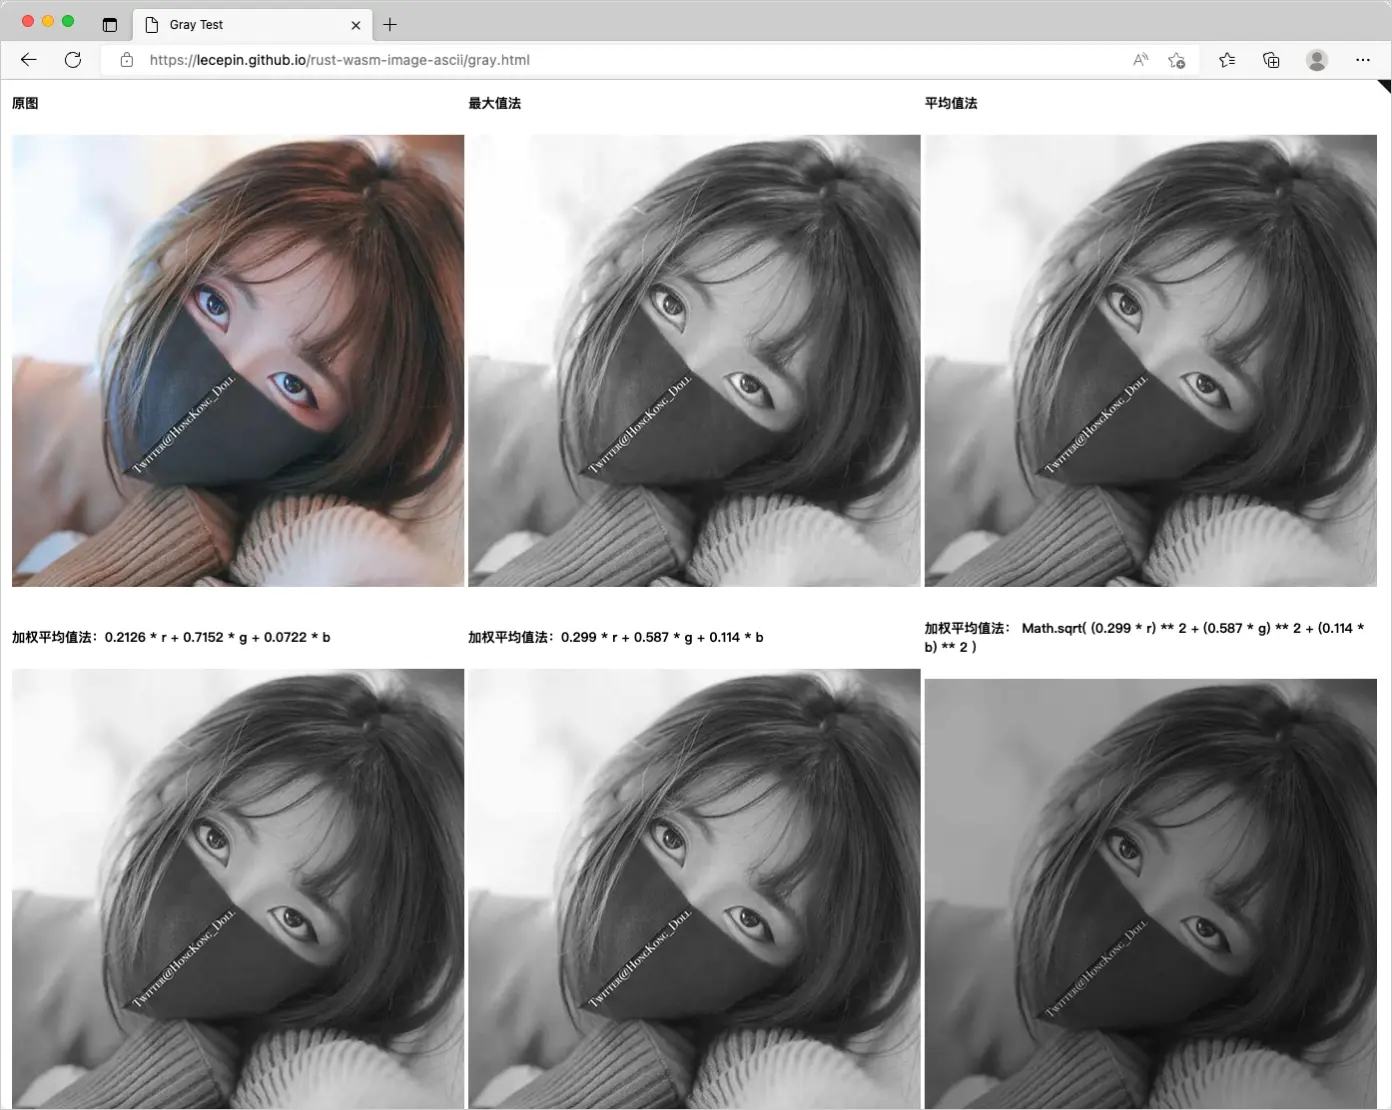 Gray Test
https://lecepin.github.io/rust-wasm-image-ascii/gray.html
原图
最大值法
平均值法
TWITTER@HONGKONG_DOLL
TWITTER@HONGKONG_DOLL
TWITTER@HONGKONG_DOLL
加权平均值法：0.2126 * r + 0.7152 * g + 0.0722 * b
加权平均值法：0.299 * r + 0.587 * g + 0.114 * b
加权平均值法： Math.sqrt( (0.299 * r) ** 2 + (0.587 * g) ** 2 + (0.114 *
b) ** 2 )
TWITTER@HONGKONG_DOLL
TWITTER@HONGKONG_DOLL
TWITTER@HONGKONG_DOLL